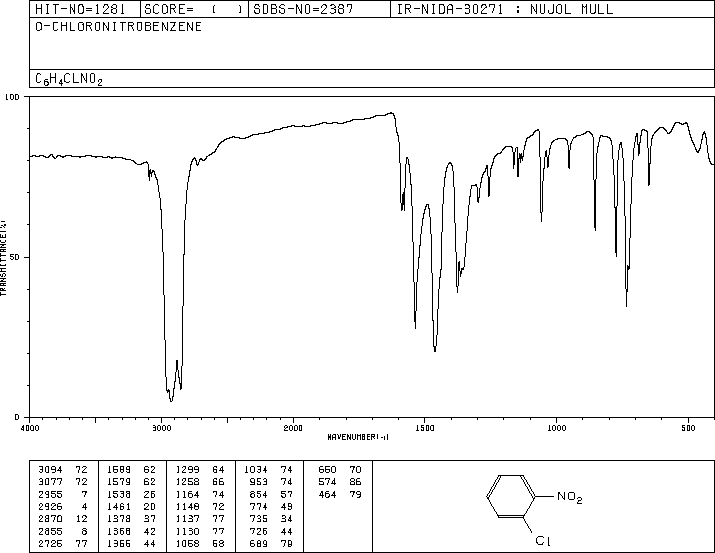 HIT-NO=1281 SCORE= ( ) SDBS-NO=2387 IR-NIDA-30271 : NUJOL MULL
O-CHLORONITROBENZENE
C6H4CLNO2
100
50
0
TRANSMITTANCE(%)
4000 3000 2000 1500 1000 500
WAVENUMBER(-1)
3094 72 1589 62 1299 64 1034 74 660 70
3077 72 1579 62 1258 66 953 74 574 86
2955 7 1538 26 1164 74 854 57 464 79
2926 4 1461 20 1148 72 774 49
2870 12 1378 37 1137 77 735 34
2855 8 1368 42 1130 77 726 44
2726 77 1366 44 1058 58 689 79
NO2
Cl